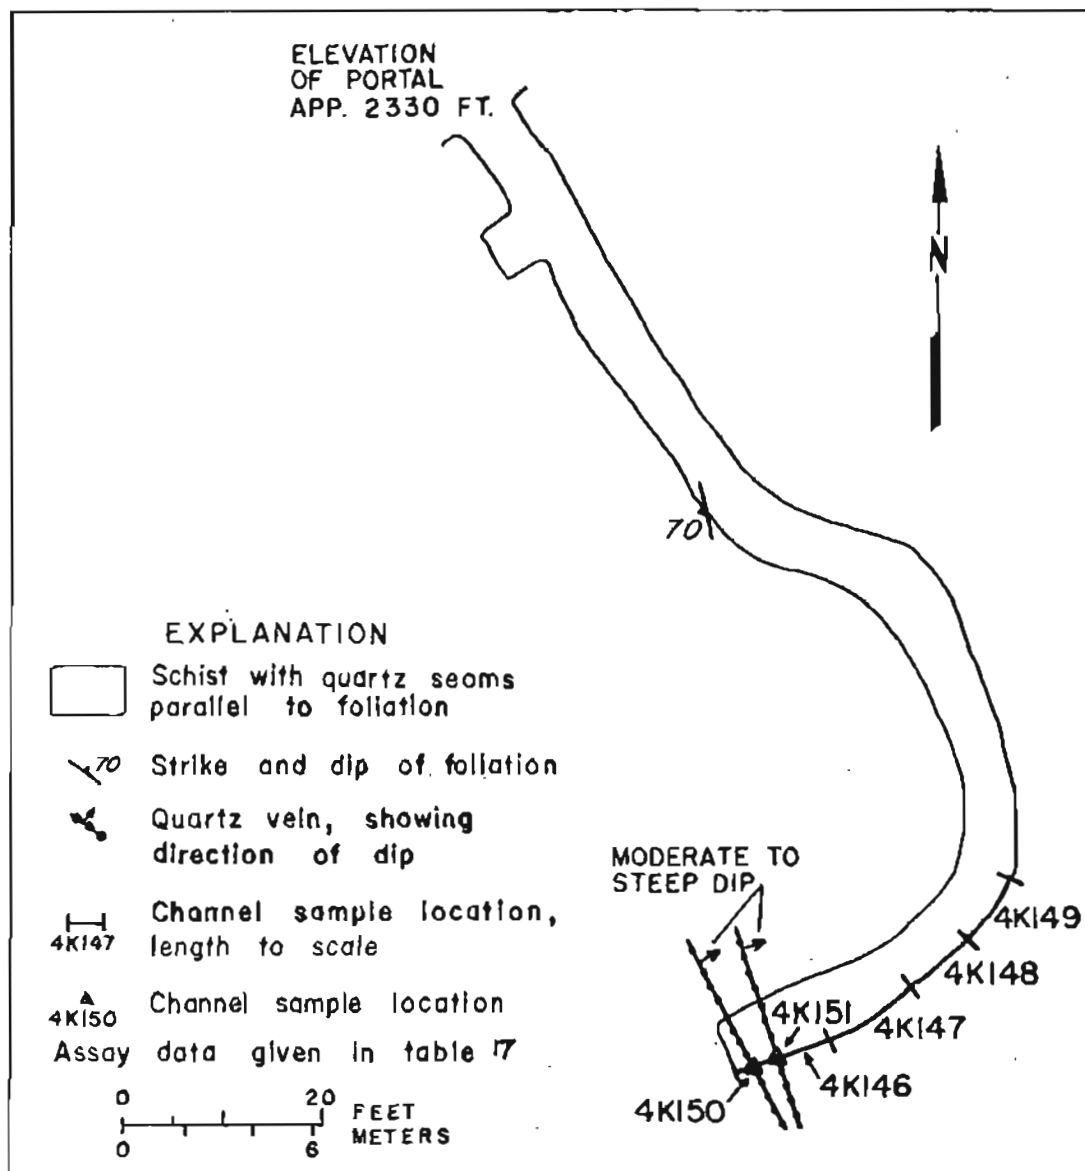 ELEVATION
OF PORTAL
APP. 2330 FT.
N
70
EXPLANATION
Schist with quartz seoms
parallel to foliation
70 Strike and dip of foliation
Quartz vein, showing
direction of dip
4K147 Channel sample location,
length to scale
4K150 Channel sample location
Assay data given in table 17
0 20 FEET
0 6 METERS
MODERATE TO
STEEP DIP
4K149
4K148
4K147
4K151
4K146
4K150